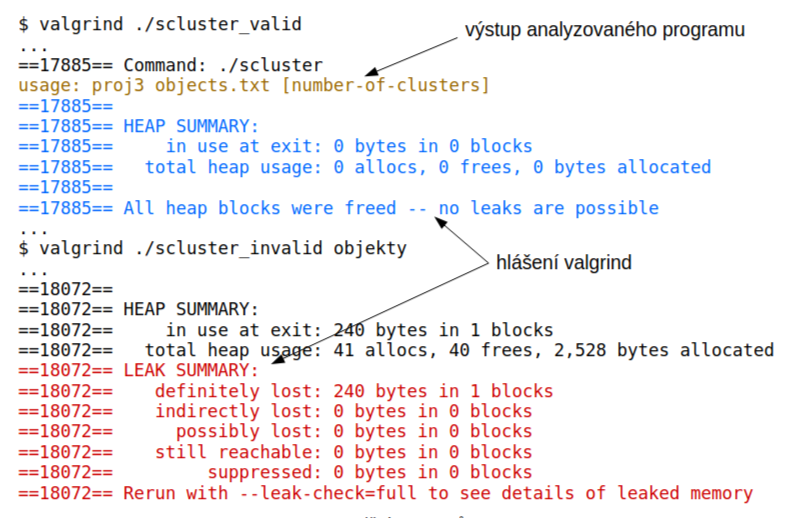 $ valgrind ./scluster_valid
výstup analyzovaného programu
...
==17885== Command: ./scluster
usage: proj3 objects.txt [number-of-clusters]
==17885==
==17885== HEAP SUMMARY:
==17885==     in use at exit: 0 bytes in 0 blocks
==17885==   total heap usage: 0 allocs, 0 frees, 0 bytes allocated
==17885==
==17885== All heap blocks were freed -- no leaks are possible
...
$ valgrind ./scluster_invalid objekty
hlášení valgrind
...
==18072==
==18072== HEAP SUMMARY:
==18072==     in use at exit: 240 bytes in 1 blocks
==18072==   total heap usage: 41 allocs, 40 frees, 2,528 bytes allocated
==18072== LEAK SUMMARY:
==18072==    definitely lost: 240 bytes in 1 blocks
==18072==    indirectly lost: 0 bytes in 0 blocks
==18072==      possibly lost: 0 bytes in 0 blocks
==18072==    still reachable: 0 bytes in 0 blocks
==18072==         suppressed: 0 bytes in 0 blocks
==18072== Rerun with --leak-check=full to see details of leaked memory